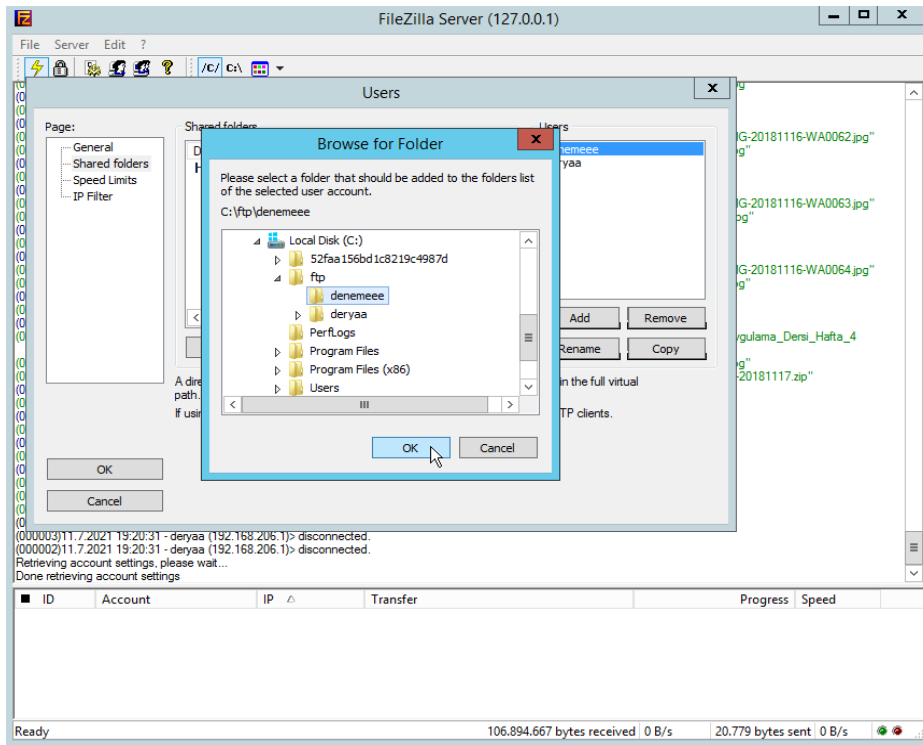 FileZilla Server (127.0.0.1)
File Server Edit ?
/C/ C:\
Users
Page:
General
Shared folders
Speed Limits
IP Filter
Shared folders
Users
Browse for Folder
Please select a folder that should be added to the folders list
of the selected user account.
C:\ftp\denemeee
Local Disk (C:)
52faa156bd1c8219c4987d
ftp
denemeee
deryaa
PerfLogs
Program Files
Program Files (x86)
Users
OK Cancel
Add Remove
Rename Copy
in the full virtual
path.
If
TP clients.
OK
Cancel
G-20181116-WA0062.jpg"
IG-20181116-WA0063.jpg"
G-20181116-WA0064.jpg"
ygulama_Dersi_Hafta_4
-20181117.zip"
(000003)11.7.2021 19:20:31 - deryaa (192.168.206.1)> disconnected.
(000002)11.7.2021 19:20:31 - deryaa (192.168.206.1)> disconnected.
Retrieving account settings, please wait...
Done retrieving account settings
ID Account IP Transfer Progress Speed
Ready 106.894.667 bytes received 0 B/s 20.779 bytes sent 0 B/s